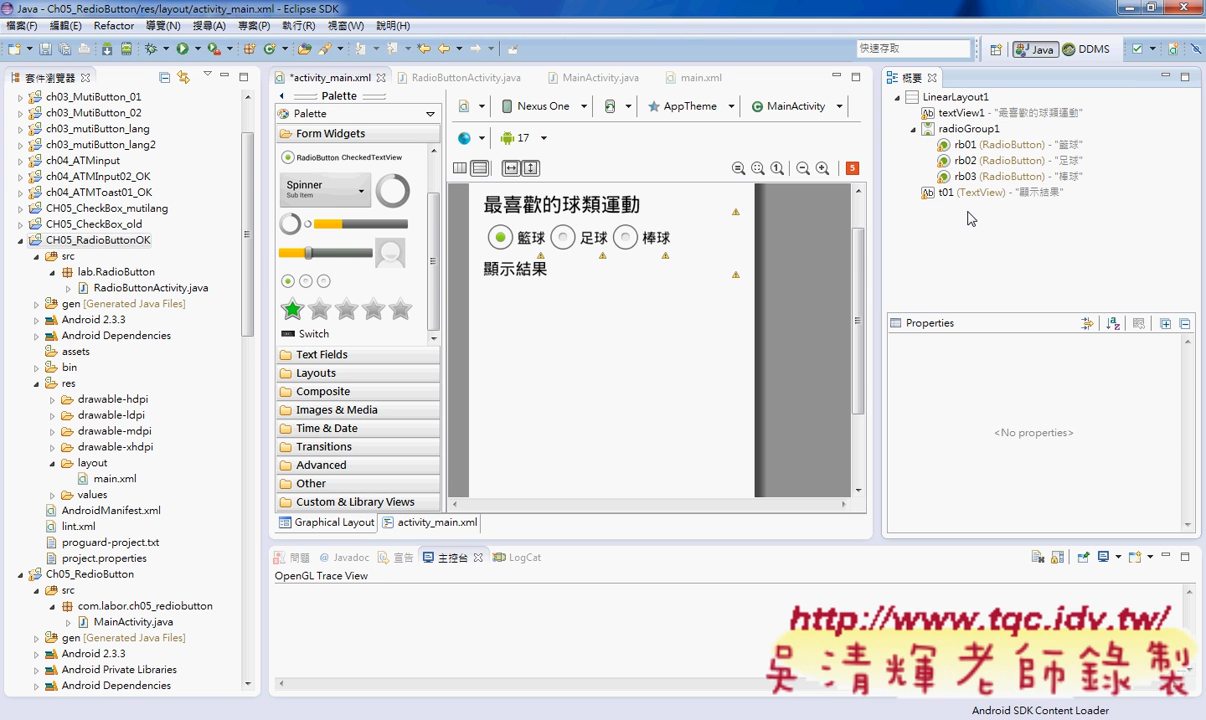 Java - Ch05_RedioButton/res/layout/activity_main.xml - Eclipse SDK
檔案(F) 編輯(E) Refactor 導覽(N) 搜尋(A) 專案(P) 執行(R) 視窗(W) 說明(H)
快速存取
Java
DDMS
套件瀏覽器
ch03_MutiButton_01
ch03_MutiButton_02
ch03_mutiButton_lang
ch03_mutiButton_lang2
ch04_ATMinput
ch04_ATMInput02_OK
ch04_ATMToast01_OK
CH05_CheckBox_mutilang
CH05_CheckBox_old
CH05_RadioButtonOK
src
lab.RadioButton
RadioButtonActivity.java
gen [Generated Java Files]
Android 2.3.3
Android Dependencies
assets
bin
res
drawable-hdpi
drawable-ldpi
drawable-mdpi
drawable-xhdpi
layout
main.xml
values
AndroidManifest.xml
lint.xml
proguard-project.txt
project.properties
Ch05_RedioButton
src
com.labor.ch05_rediobutton
MainActivity.java
gen [Generated Java Files]
Android 2.3.3
Android Private Libraries
Android Dependencies
*activity_main.xml
RadioButtonActivity.java
MainActivity.java
main.xml
Palette
Palette
Form Widgets
RadioButton CheckedTextView
Spinner
Sub Item
Switch
Text Fields
Layouts
Composite
Images & Media
Time & Date
Transitions
Advanced
Other
Custom & Library Views
Nexus One
AppTheme
MainActivity
17
5
最喜歡的球類運動
籃球 足球 棒球
顯示結果
Graphical Layout
activity_main.xml
概要
LinearLayout1
textView1 - "最喜歡的球類運動"
radioGroup1
rb01 (RadioButton) - "籃球"
rb02 (RadioButton) - "足球"
rb03 (RadioButton) - "棒球"
t01 (TextView) - "顯示結果"
Properties
<No properties>
問題
@ Javadoc
宣告
主控台
LogCat
OpenGL Trace View
http://www.tqc.idv.tw/
吳清輝老師錄製
Android SDK Content Loader